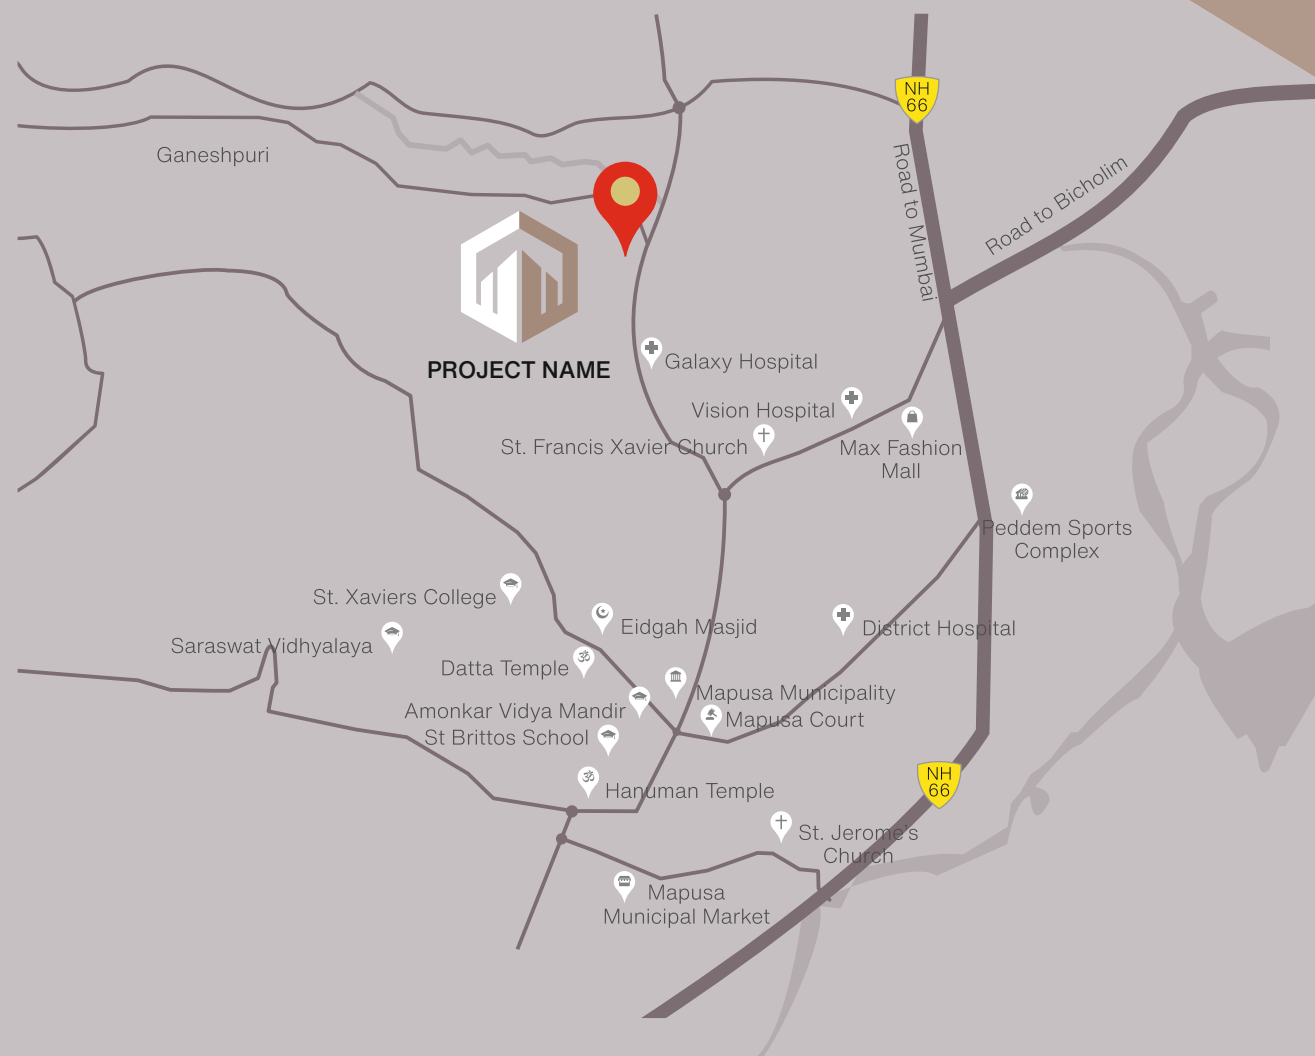 NH
66
Road to Mumbai
Road to Bicholim
Ganeshpuri
PROJECT NAME
Galaxy Hospital
Vision Hospital
St. Francis Xavier Church
Max Fashion
Mall
Peddem Sports
Complex
St. Xaviers College
Eidgah Masjid
District Hospital
Saraswat Vidhyalaya
Datta Temple
Mapusa Municipality
Amonkar Vidya Mandir
Mapusa Court
St Brittos School
Hanuman Temple
NH
66
St. Jerome's
Church
Mapusa
Municipal Market